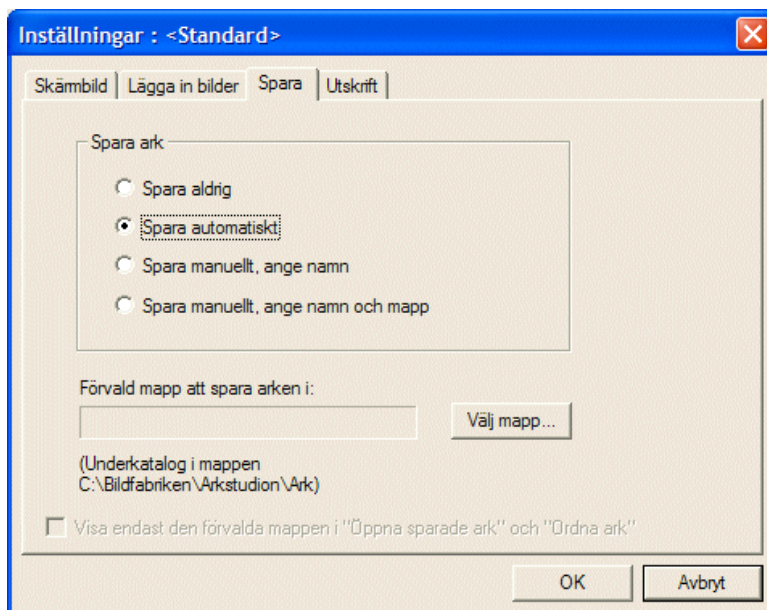 Inställningar : <Standard>
Skärmbild Lägga in bilder Spara Utskrift
Spara ark
Spara aldrig
Spara automatiskt
Spara manuellt, ange namn
Spara manuellt, ange namn och mapp
Förvald mapp att spara arken i:
Välj mapp...
(Underkatalog i mappen
C:\Bildfabriken\Arkstudion\Ark)
Visa endast den förvalda mappen i "Öppna sparade ark" och "Ordna ark"
OK Avbryt